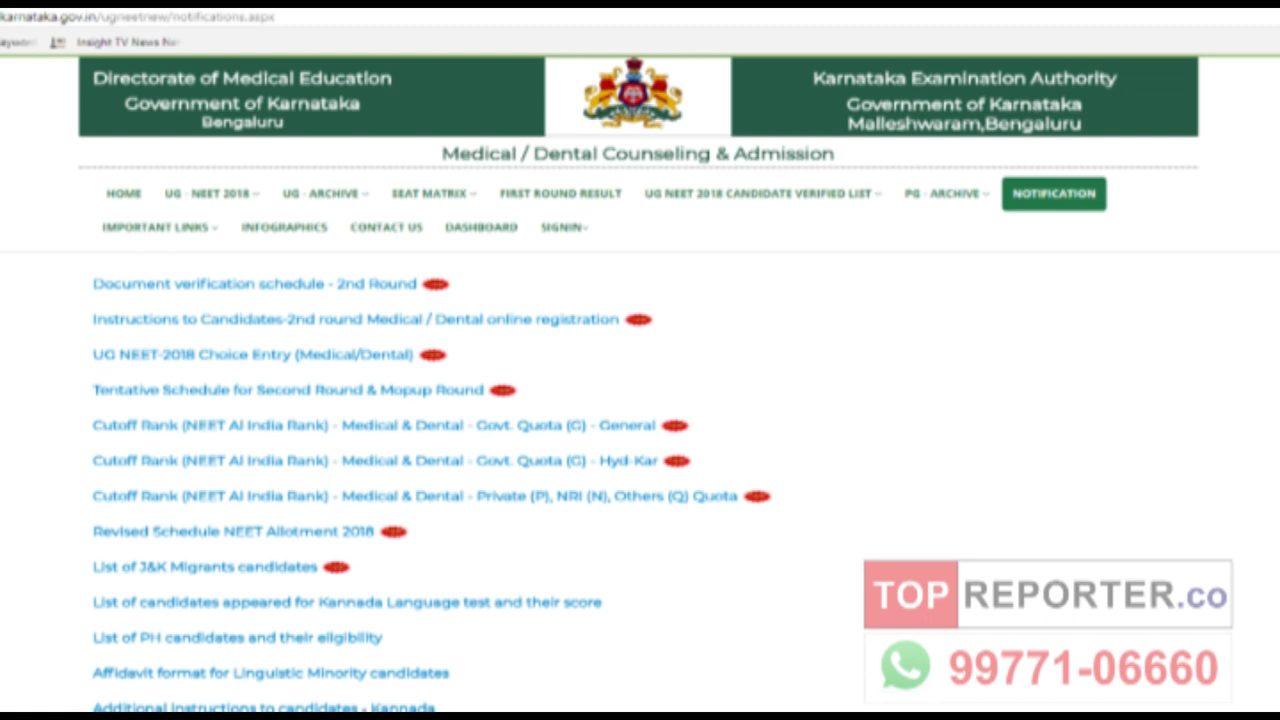 karnataka.gov.in/ugneetnew/notifications.aspx
Insight TV News
Directorate of Medical Education
Government of Karnataka
Bengaluru
Karnataka Examination Authority
Government of Karnataka
Malleshwaram,Bengaluru
Medical / Dental Counseling & Admission
HOME UG - NEET 2018 UG - ARCHIVE SEAT MATRIX FIRST ROUND RESULT UG NEET 2018 CANDIDATE VERIFIED LIST PG - ARCHIVE NOTIFICATION
IMPORTANT LINKS INFOGRAPHICS CONTACT US DASHBOARD SIGNIN
Document verification schedule - 2nd Round
Instructions to Candidates-2nd round Medical / Dental online registration
UG NEET-2018 Choice Entry (Medical/Dental)
Tentative Schedule for Second Round & Mopup Round
Cutoff Rank (NEET Al India Rank) - Medical & Dental - Govt. Quota (G) - General
Cutoff Rank (NEET Al India Rank) - Medical & Dental - Govt. Quota (G) - Hyd-Kar
Cutoff Rank (NEET Al India Rank) - Medical & Dental - Private (P), NRI (N), Others (Q) Quota
Revised Schedule NEET Allotment 2018
List of J&K Migrants candidates
List of candidates appeared for Kannada Language test and their score
List of PH candidates and their eligibility
Affidavit format for Linguistic Minority candidates
Additional instructions to candidates - Kannada
TOP REPORTER.co
99771-06660